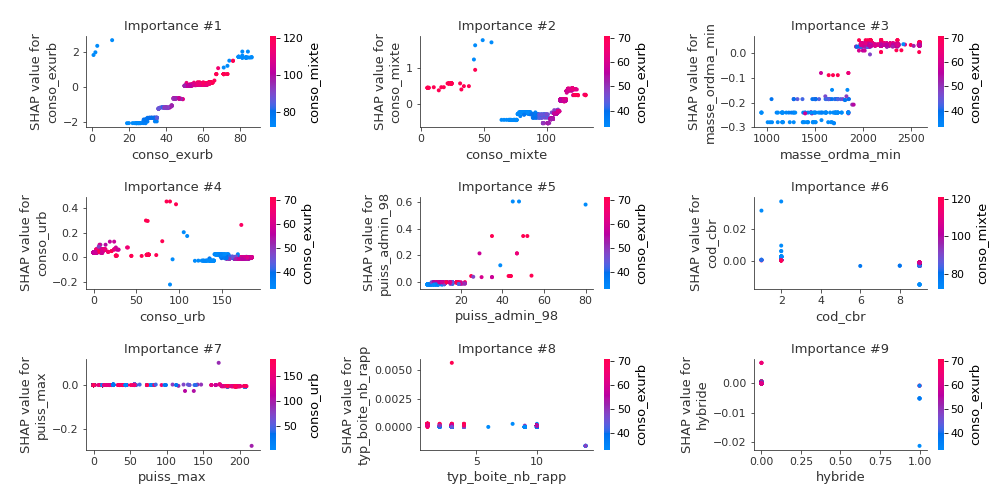 Importance #1
SHAP value for
conso_exurb
2
0
−2
0
20
40
60
80
conso_exurb
120
100
80
conso_mixte
Importance #2
SHAP value for
conso_mixte
1
0
0
50
100
conso_mixte
70
60
50
40
conso_exurb
Importance #3
SHAP value for
masse_ordma_min
0.0
−0.1
−0.2
−0.3
1000
1500
2000
2500
masse_ordma_min
70
60
50
40
conso_exurb
Importance #4
SHAP value for
conso_urb
0.4
0.2
0.0
−0.2
0
50
100
150
conso_urb
70
60
50
40
conso_exurb
Importance #5
SHAP value for
puiss_admin_98
0.6
0.4
0.2
0.0
20
40
60
80
puiss_admin_98
70
60
50
40
conso_exurb
Importance #6
SHAP value for
cod_cbr
0.02
0.00
2
4
6
8
cod_cbr
120
100
80
conso_mixte
Importance #7
SHAP value for
puiss_max
0.0
−0.2
0
50
100
150
200
puiss_max
150
100
50
conso_urb
Importance #8
SHAP value for
typ_boite_nb_rapp
0.0050
0.0025
0.0000
5
10
typ_boite_nb_rapp
70
60
50
40
conso_exurb
Importance #9
SHAP value for
hybride
0.00
−0.01
−0.02
0.00
0.25
0.50
0.75
1.00
hybride
70
60
50
40
conso_exurb